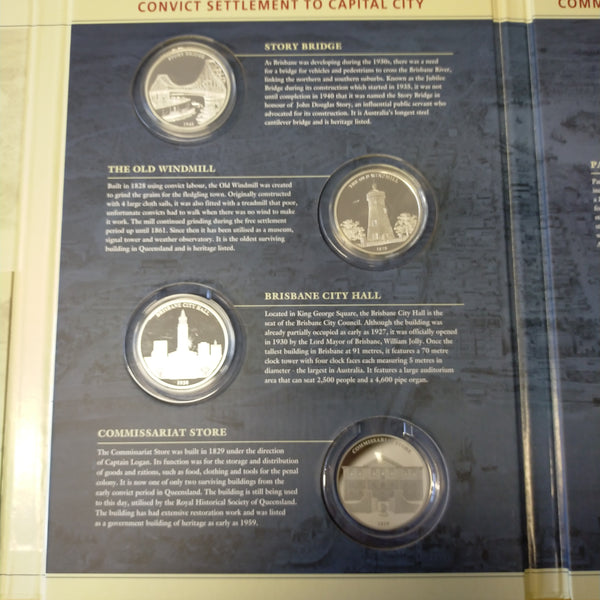 CONVICT SETTLEMENT TO CAPITAL CITY
COMM
STORY BRIDGE
As Brisbane was developing during the 1930s, there was a need
for a bridge for vehicles and pedestrians to cross the Brisbane River,
linking the northern and southern suburbs. Known as the Jubilee
Bridge during its construction which started in 1935, it was not
until completion in 1940 that it was named the Story Bridge in
honour of John Douglas Story, an influential public servant who
advocated for its construction. It is Australia's longest steel
cantilever bridge and is heritage listed.
STORY BRIDGE
1940
THE OLD WINDMILL
Built in 1828 using convict labour, the Old Windmill was created
to grind the grains for the fledgling town. Originally constructed
with 4 large cloth sails, it was also fitted with a treadmill that poor,
unfortunate convicts had to walk when there was no wind to make
it work. The mill continued grinding during the free settlement
period up until 1861. Since then it has been utilised as a museum,
signal tower and weather observatory. It is the oldest surviving
building in Queensland and is heritage listed.
THE OLD WINDMILL
1828
BRISBANE CITY HALL
Located in King George Square, the Brisbane City Hall is the
seat of the Brisbane City Council. Although the building was
already partially occupied as early as 1927, it was officially opened
in 1930 by the Lord Mayor of Brisbane, William Jolly. Once the
tallest building in Brisbane at 91 metres, it features a 70 metre
clock tower with four clock faces each measuring 5 metres in
diameter - the largest in Australia. It features a large auditorium
area that can seat 2,500 people and a 4,600 pipe organ.
BRISBANE CITY HALL
1930
COMMISSARIAT STORE
The Commissariat Store was built in 1829 under the direction
of Captain Logan. Its function was for the storage and distribution
of goods and rations, such as food, clothing and tools for the penal
colony. It is now one of only two surviving buildings from the
early convict period in Queensland. The building is still being used
to this day, utilised by the Royal Historical Society of Queensland.
The building has had extensive restoration work and was listed
as a government building of heritage as early as 1959.
COMMISSARIAT STORE
1829
PA